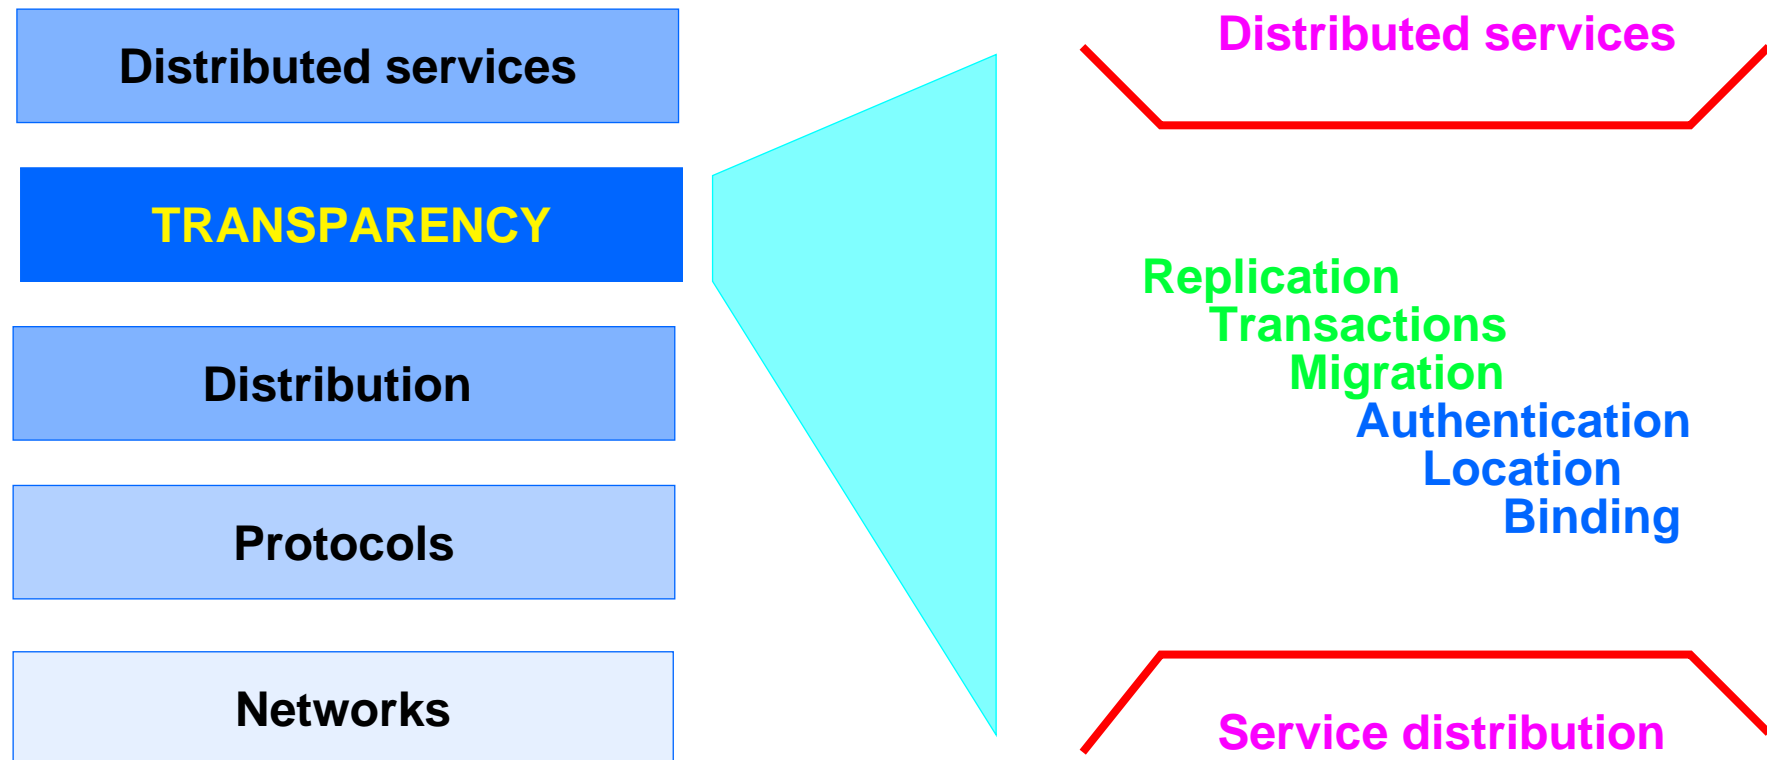 Distributed services
TRANSPARENCY
Distribution
Protocols
Networks
Distributed services
Replication
Transactions
Migration
Authentication
Location
Binding
Service distribution